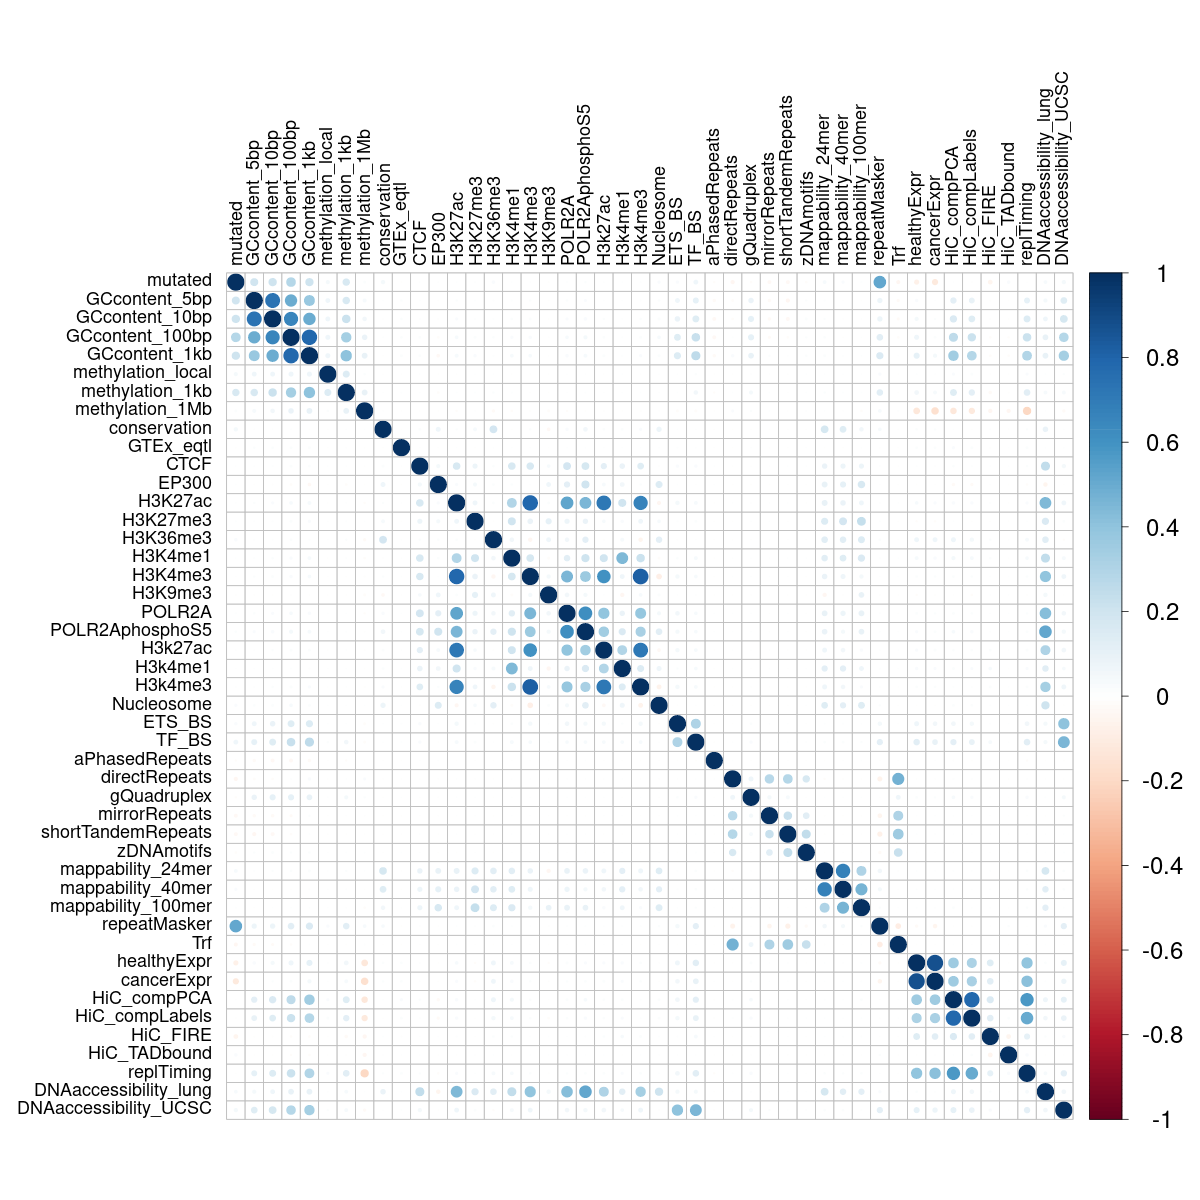 mutated
GCcontent_5bp
GCcontent_10bp
GCcontent_100bp
GCcontent_1kb
methylation_local
methylation_1kb
methylation_1Mb
conservation
GTEx_eqtl
CTCF
EP300
H3K27ac
H3K27me3
H3K36me3
H3K4me1
H3K4me3
H3K9me3
POLR2A
POLR2AphosphoS5
H3k27ac
H3k4me1
H3k4me3
Nucleosome
ETS_BS
TF_BS
aPhasedRepeats
directRepeats
gQuadruplex
mirrorRepeats
shortTandemRepeats
zDNAmotifs
mappability_24mer
mappability_40mer
mappability_100mer
repeatMasker
Trf
healthyExpr
cancerExpr
HiC_compPCA
HiC_compLabels
HiC_FIRE
HiC_TADbound
replTiming
DNAaccessibility_lung
DNAaccessibility_UCSC
mutated
GCcontent_5bp
GCcontent_10bp
GCcontent_100bp
GCcontent_1kb
methylation_local
methylation_1kb
methylation_1Mb
conservation
GTEx_eqtl
CTCF
EP300
H3K27ac
H3K27me3
H3K36me3
H3K4me1
H3K4me3
H3K9me3
POLR2A
POLR2AphosphoS5
H3k27ac
H3k4me1
H3k4me3
Nucleosome
ETS_BS
TF_BS
aPhasedRepeats
directRepeats
gQuadruplex
mirrorRepeats
shortTandemRepeats
zDNAmotifs
mappability_24mer
mappability_40mer
mappability_100mer
repeatMasker
Trf
healthyExpr
cancerExpr
HiC_compPCA
HiC_compLabels
HiC_FIRE
HiC_TADbound
replTiming
DNAaccessibility_lung
DNAaccessibility_UCSC
1
0.8
0.6
0.4
0.2
0
-0.2
-0.4
-0.6
-0.8
-1